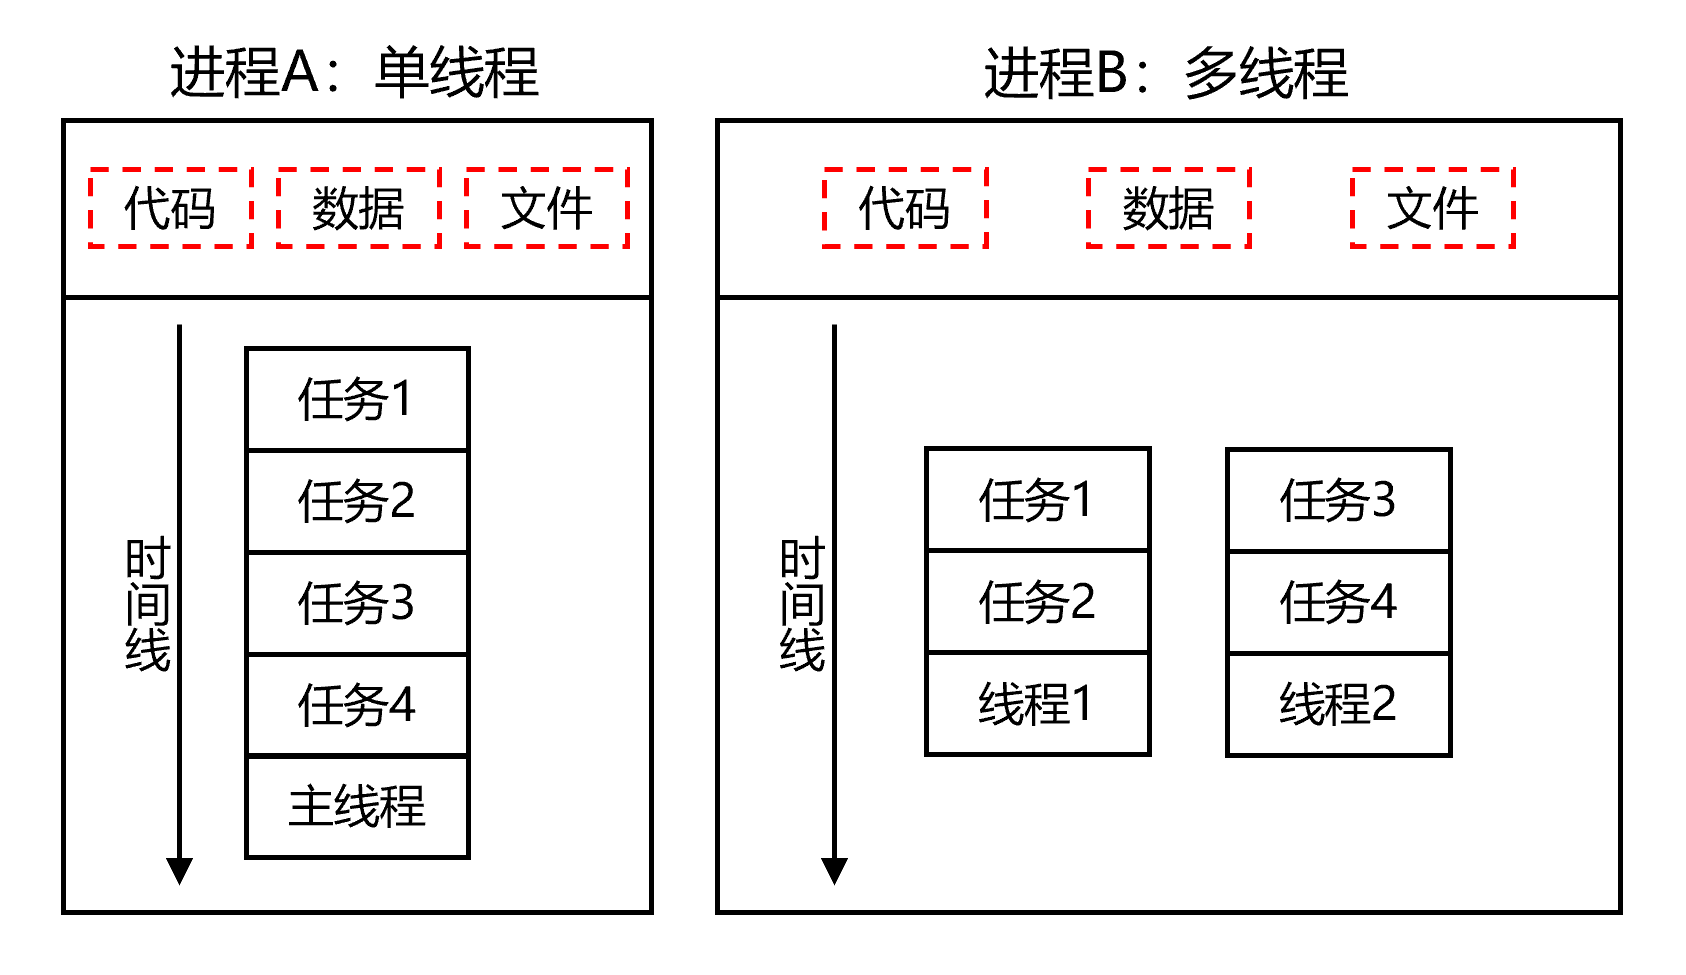 进程A：单线程
代码
数据
文件
时间线
任务1
任务2
任务3
任务4
主线程
进程B：多线程
代码
数据
文件
时间线
任务1
任务2
线程1
任务3
任务4
线程2